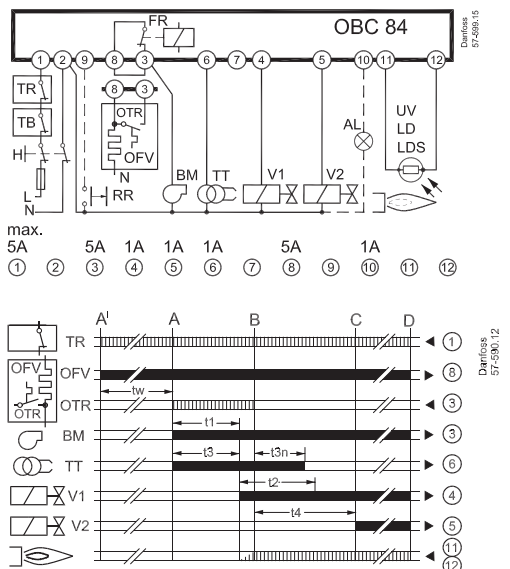 FR
OBC 84
Danfoss
57-599.15
1 2 9 8 3 6 7 4 5 10 11 12
TR
8 3
TB
OTR
OFV
H
AL
UV
LD
LDS
N
BM TT V1 V2
RR
L
N
max.
5A 5A 1A 1A 1A 5A 1A
1 2 3 4 5 6 7 8 9 10 11 12
A' A B C D
TR 1
Danfoss
57-590.12
OFV
OFV 8
tw
OTR
OTR 3
t1
BM 3
t3 t3n
TT 6
t2
V1 4
t4
V2 5
11
12